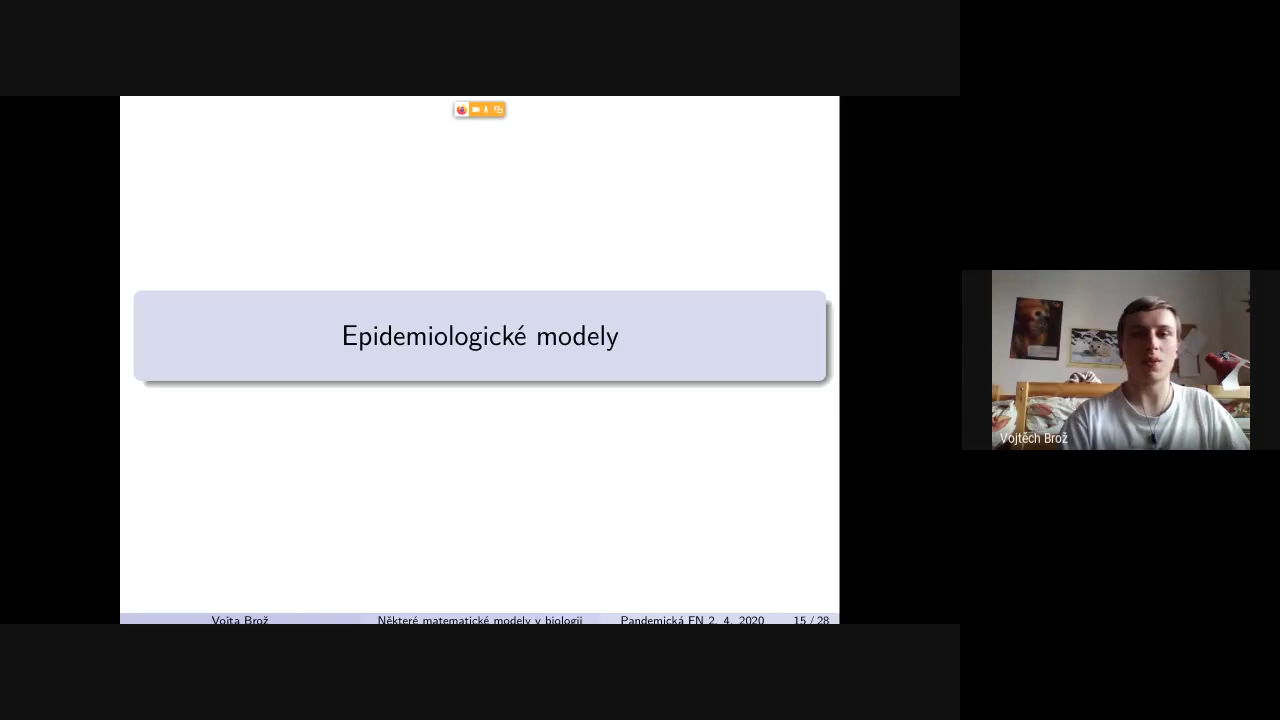 Epidemiologické modely
Vojtěch Brož
Vojta Brož Některé matematické modely v biologii Pandemická FN 2. 4. 2020 15 / 28